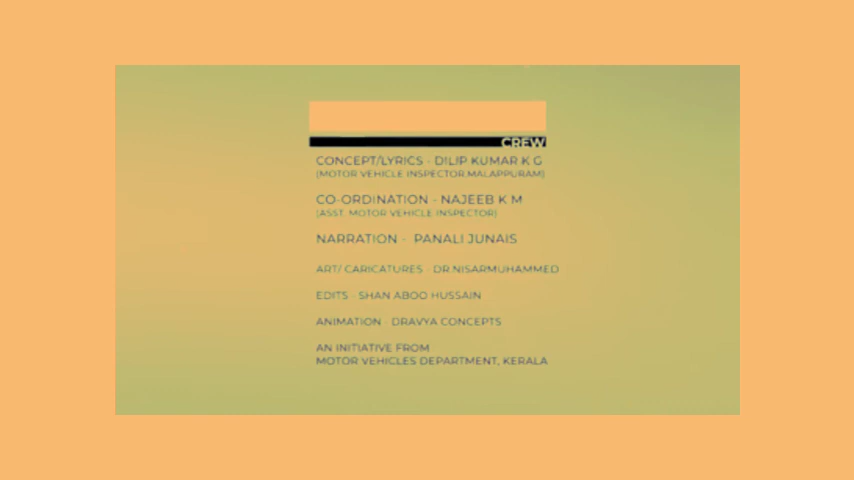 CREW
CONCEPT/LYRICS - DILIP KUMAR K G
(MOTOR VEHICLE INSPECTOR,MALAPPURAM)
CO-ORDINATION - NAJEEB K M
(ASST. MOTOR VEHICLE INSPECTOR)
NARRATION - PANALI JUNAIS
ART/ CARICATURES - DR.NISARMUHAMMED
EDITS - SHAN ABOO HUSSAIN
ANIMATION - DRAVYA CONCEPTS
AN INITIATIVE FROM
MOTOR VEHICLES DEPARTMENT, KERALA